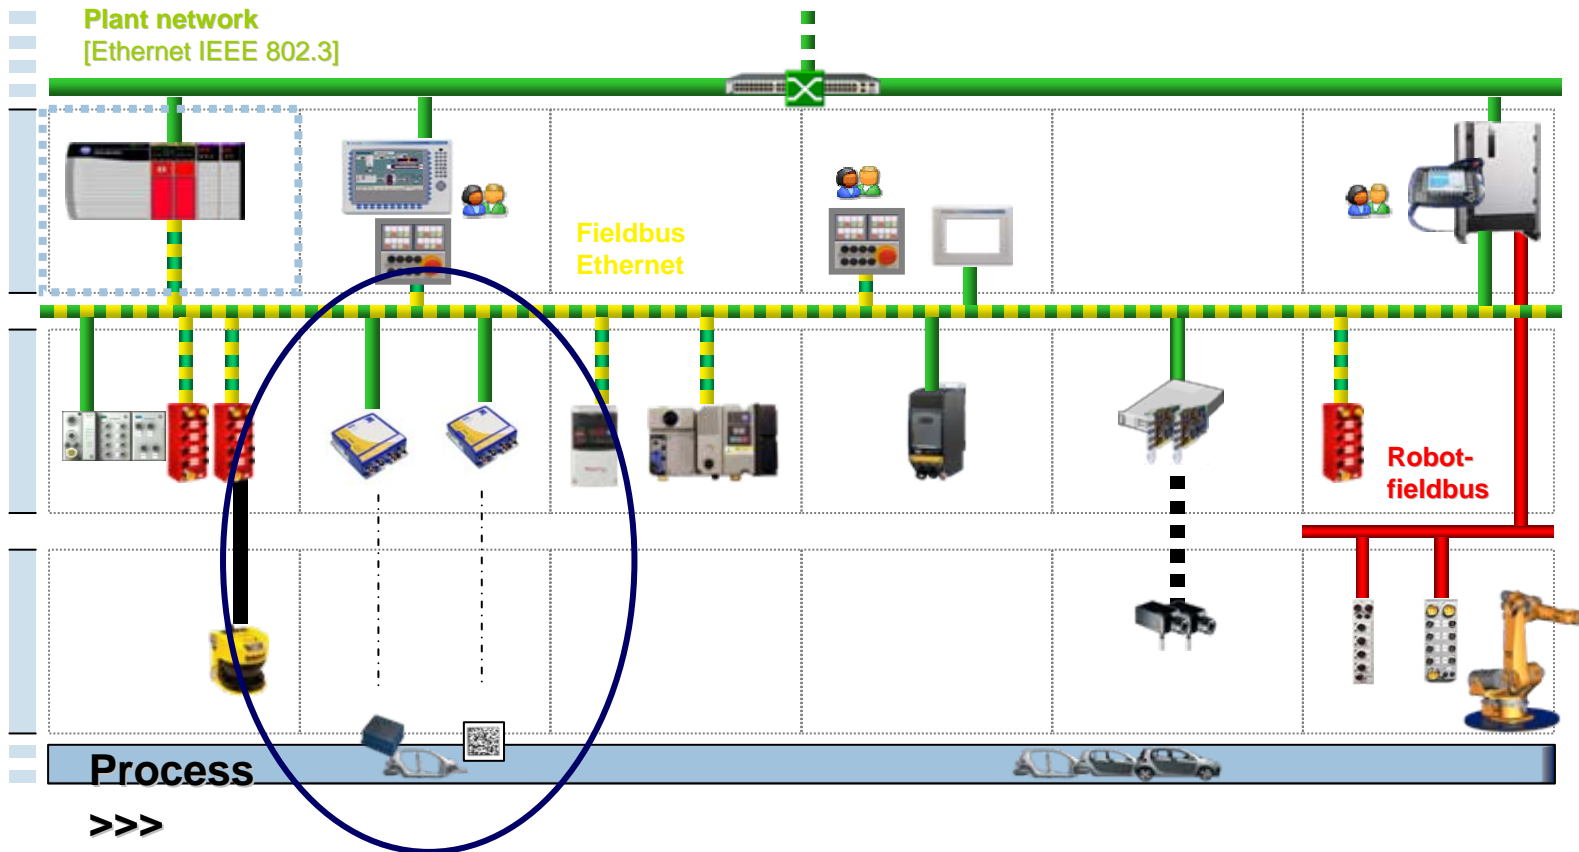 Plant network
[Ethernet IEEE 802.3]
Fieldbus
Ethernet
Robot-
fieldbus
Process
>>>